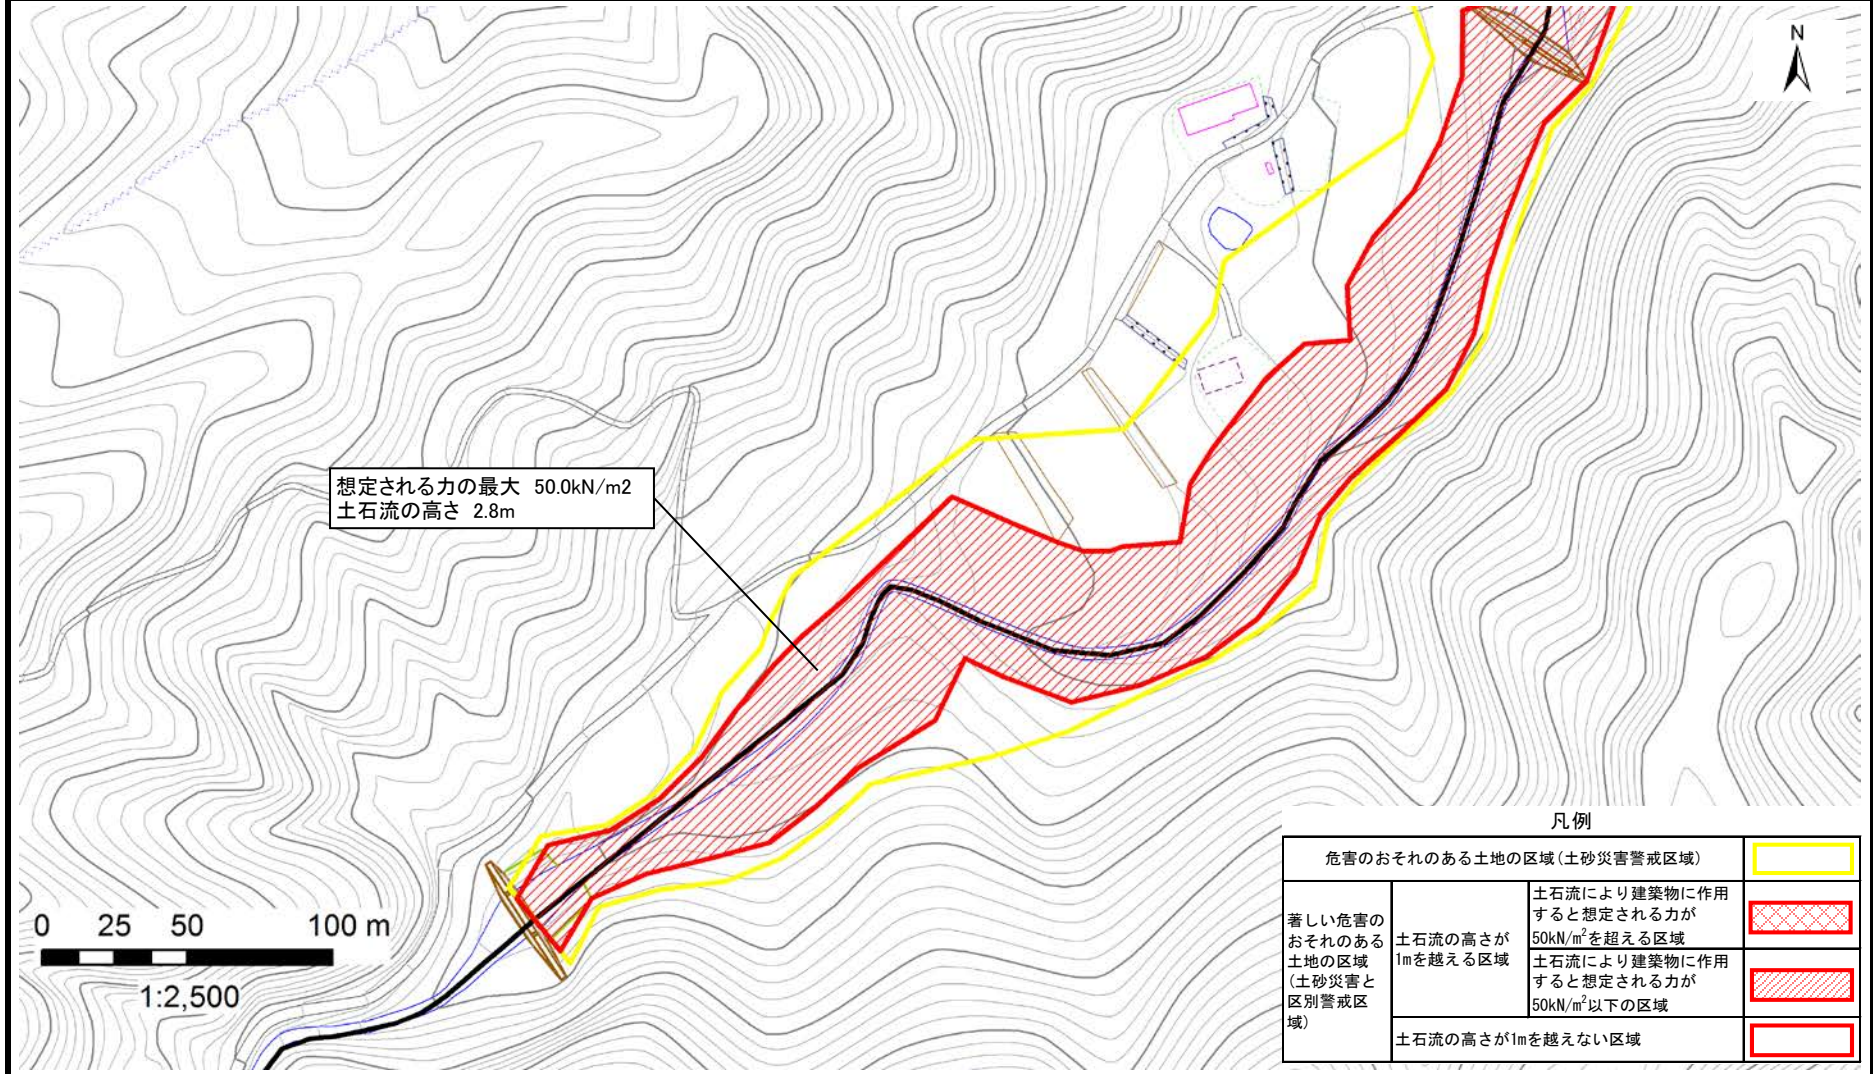 N
想定される力の最大 50.0kN/m2
土石流の高さ 2.8m
0 25 50 100 m
1:2,500
凡例
危害のおそれのある土地の区域(土砂災害警戒区域)
著しい危害の
おそれのある
土地の区域
(土砂災害と
区別警戒区
域)
土石流の高さが
1mを越える区域
土石流により建築物に作用
すると想定される力が
50kN/m²を超える区域
土石流により建築物に作用
すると想定される力が
50kN/m²以下の区域
土石流の高さが1mを越えない区域